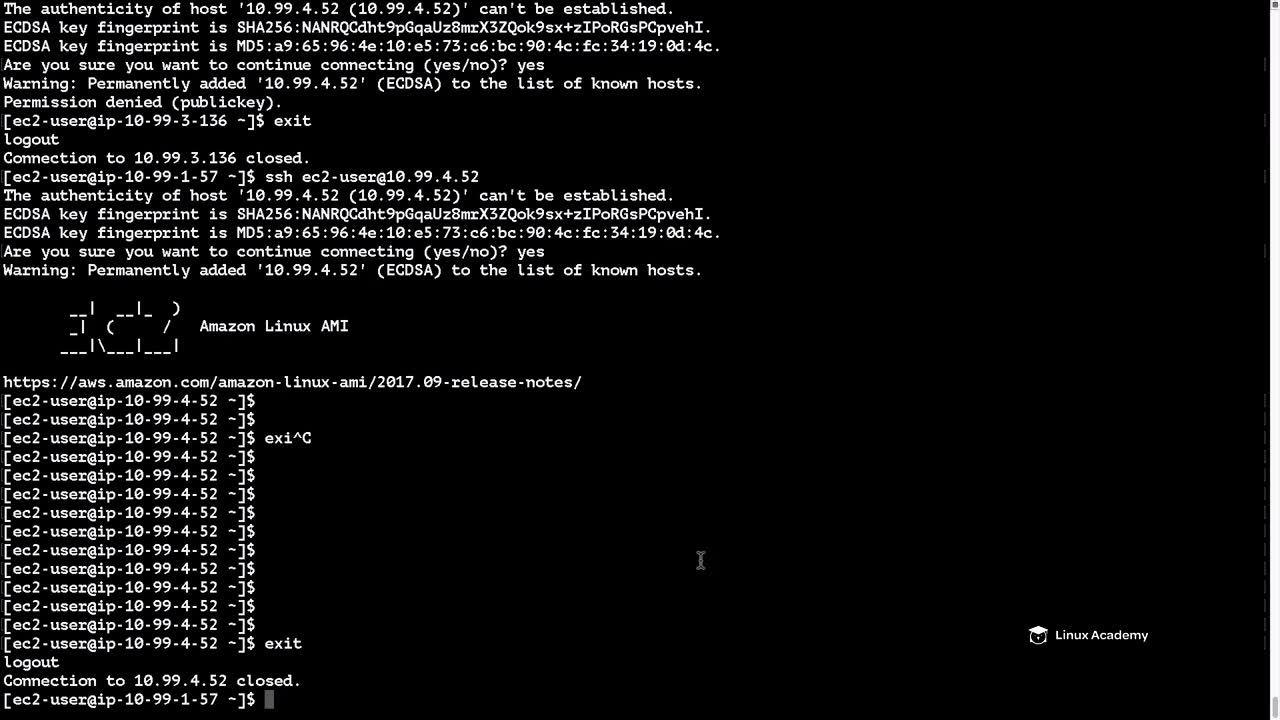 The authenticity of host '10.99.4.52 (10.99.4.52)' can't be established.
ECDSA key fingerprint is SHA256:NANRQCdht9pGqaUz8mrX3ZQok9sx+zIPoRGsPCpvehI.
ECDSA key fingerprint is MD5:a9:65:96:4e:10:e5:73:c6:bc:90:4c:fc:34:19:0d:4c.
Are you sure you want to continue connecting (yes/no)? yes
Warning: Permanently added '10.99.4.52' (ECDSA) to the list of known hosts.
Permission denied (publickey).
[ec2-user@ip-10-99-3-136 ~]$ exit
logout
Connection to 10.99.3.136 closed.
[ec2-user@ip-10-99-1-57 ~]$ ssh ec2-user@10.99.4.52
The authenticity of host '10.99.4.52 (10.99.4.52)' can't be established.
ECDSA key fingerprint is SHA256:NANRQCdht9pGqaUz8mrX3ZQok9sx+zIPoRGsPCpvehI.
ECDSA key fingerprint is MD5:a9:65:96:4e:10:e5:73:c6:bc:90:4c:fc:34:19:0d:4c.
Are you sure you want to continue connecting (yes/no)? yes
Warning: Permanently added '10.99.4.52' (ECDSA) to the list of known hosts.
       __|  __|_  )
       _|  (     /   Amazon Linux AMI
      ___|\___|___|
https://aws.amazon.com/amazon-linux-ami/2017.09-release-notes/
[ec2-user@ip-10-99-4-52 ~]$
[ec2-user@ip-10-99-4-52 ~]$
[ec2-user@ip-10-99-4-52 ~]$ exi^C
[ec2-user@ip-10-99-4-52 ~]$
[ec2-user@ip-10-99-4-52 ~]$
[ec2-user@ip-10-99-4-52 ~]$
[ec2-user@ip-10-99-4-52 ~]$
[ec2-user@ip-10-99-4-52 ~]$
[ec2-user@ip-10-99-4-52 ~]$
[ec2-user@ip-10-99-4-52 ~]$
[ec2-user@ip-10-99-4-52 ~]$
[ec2-user@ip-10-99-4-52 ~]$
[ec2-user@ip-10-99-4-52 ~]$
[ec2-user@ip-10-99-4-52 ~]$ exit
Linux Academy
logout
Connection to 10.99.4.52 closed.
[ec2-user@ip-10-99-1-57 ~]$